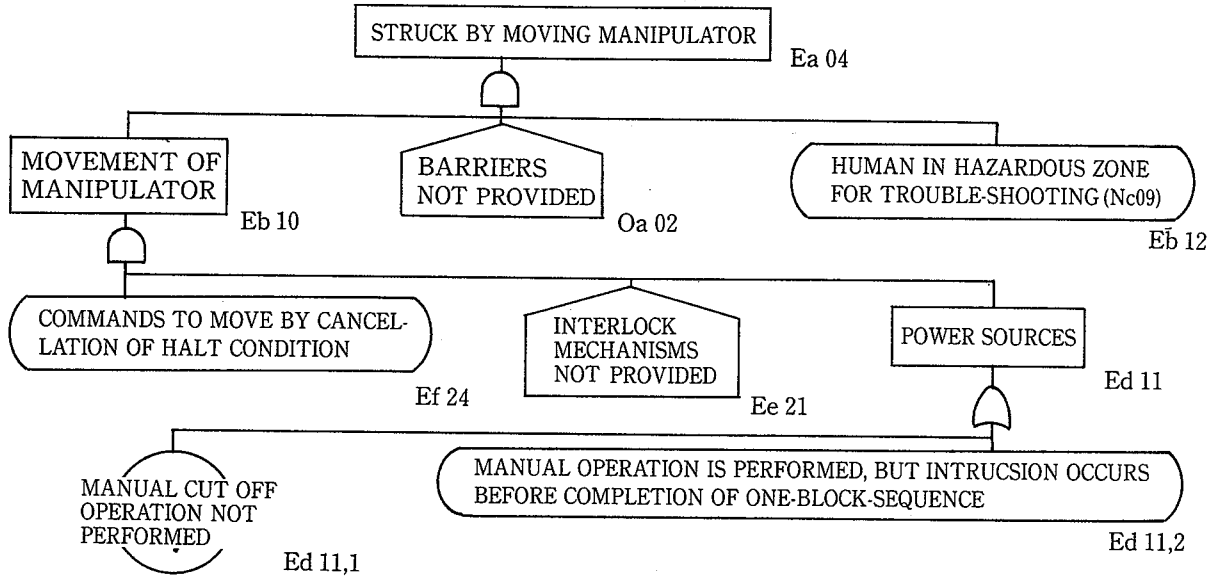 STRUCK BY MOVING MANIPULATOR
Ea 04
MOVEMENT OF
MANIPULATOR
Eb 10
BARRIERS
NOT PROVIDED
Oa 02
HUMAN IN HAZARDOUS ZONE
FOR TROUBLE-SHOOTING (Nc09)
Eb̄ 12
COMMANDS TO MOVE BY CANCEL-
LATION OF HALT CONDITION
Ef 24
INTERLOCK
MECHANISMS
NOT PROVIDED
Ee 21
POWER SOURCES
Ed 11
MANUAL CUT OFF
OPERATION NOT
PERFORMED
Ed 11,1
MANUAL OPERATION IS PERFORMED, BUT INTRUCSION OCCURS
BEFORE COMPLETION OF ONE-BLOCK-SEQUENCE
Ed 11,2